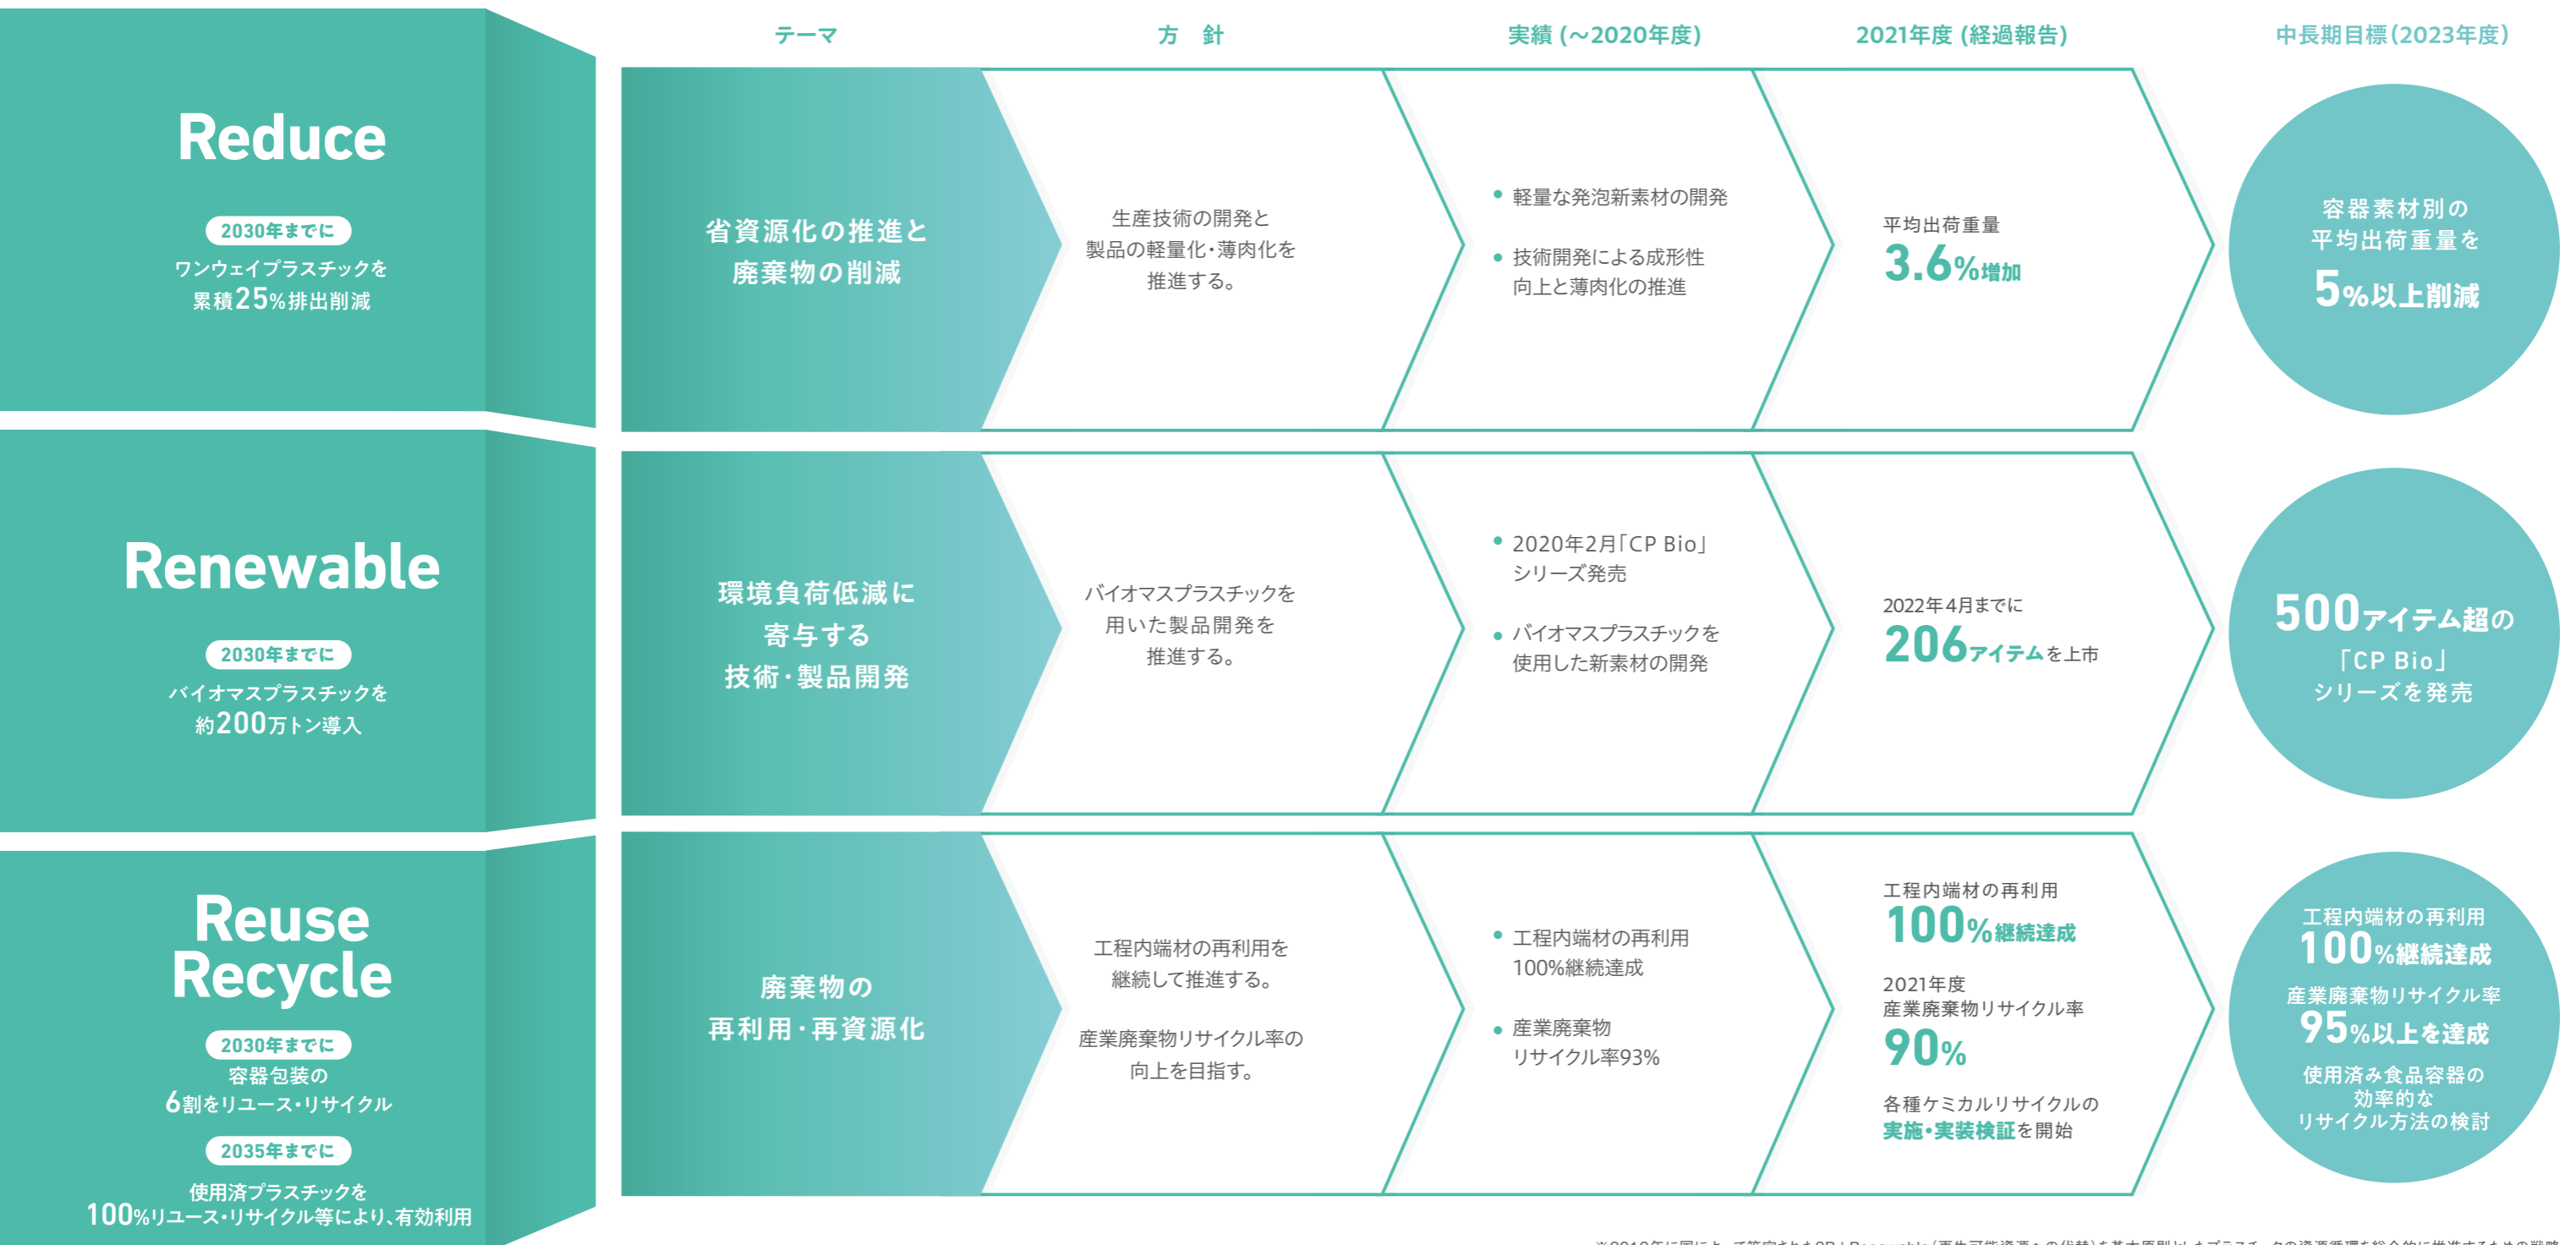 テーマ
方 針
実績 (～2020年度)
2021年度 (経過報告)
中長期目標(2023年度)
Reduce
2030年までに
ワンウェイプラスチックを
累積25%排出削減
省資源化の推進と
廃棄物の削減
生産技術の開発と
製品の軽量化・薄肉化を
推進する。
• 軽量な発泡新素材の開発
• 技術開発による成形性
向上と薄肉化の推進
平均出荷重量
3.6%増加
容器素材別の
平均出荷重量を
5%以上削減
Renewable
2030年までに
バイオマスプラスチックを
約200万トン導入
環境負荷低減に
寄与する
技術・製品開発
バイオマスプラスチックを
用いた製品開発を
推進する。
• 2020年2月「CP Bio」
シリーズ発売
• バイオマスプラスチックを
使用した新素材の開発
2022年4月までに
206アイテムを上市
500アイテム超の
「CP Bio」
シリーズを発売
Reuse
Recycle
2030年までに
容器包装の
6割をリユース・リサイクル
2035年までに
使用済プラスチックを
100%リユース・リサイクル等により、有効利用
廃棄物の
再利用・再資源化
工程内端材の再利用を
継続して推進する。
産業廃棄物リサイクル率の
向上を目指す。
• 工程内端材の再利用
100%継続達成
• 産業廃棄物
リサイクル率93%
工程内端材の再利用
100%継続達成
2021年度
産業廃棄物リサイクル率
90%
各種ケミカルリサイクルの
実施・実装検証を開始
工程内端材の再利用
100%継続達成
産業廃棄物リサイクル率
95%以上を達成
使用済み食品容器の
効率的な
リサイクル方法の検討